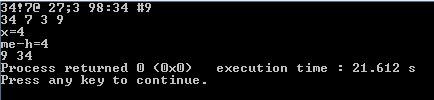 34!7@ 27;3 98:34 #9
34 7 3 9
x=4
me-h=4
9 34
Process returned 0 (0x0)   execution time : 21.612 s
Press any key to continue.